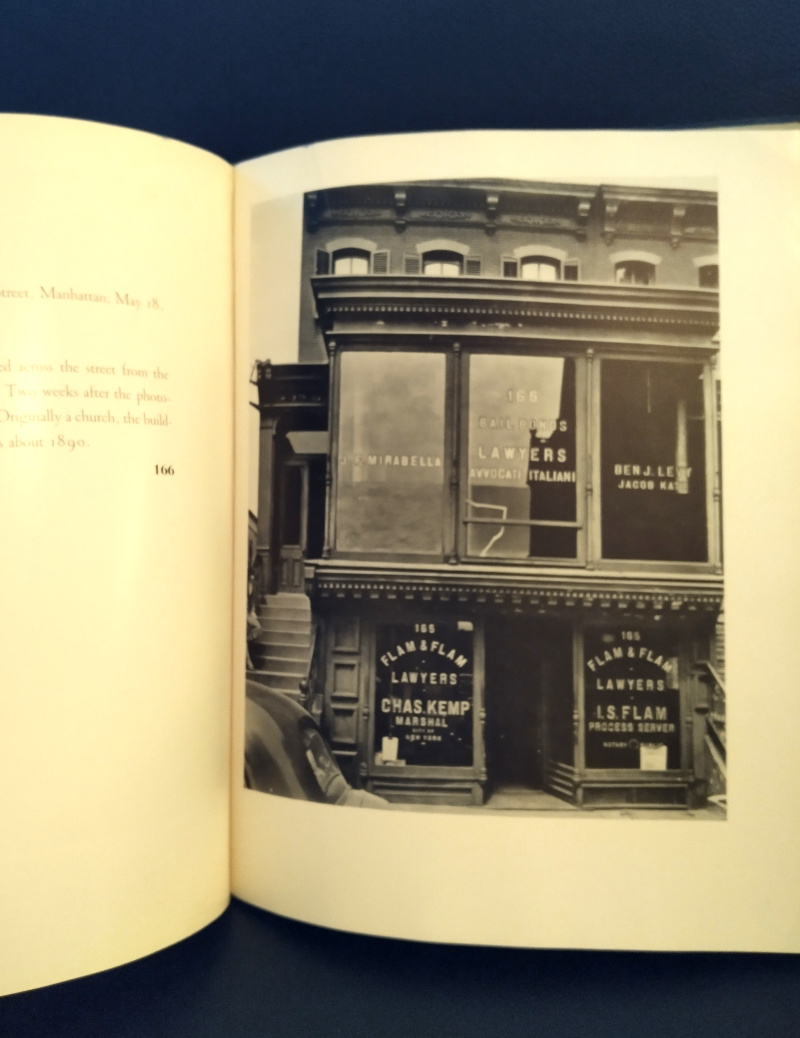 street, Manhattan, May 18,
across the street from the
Two weeks after the photo-
Originally a church, the build-
about 1890.
166
J. F. MIRABELLA
165
BAIL BONDS
LAWYERS
AVVOCATI ITALIANI
BEN J. LEVY
JACOB
165
FLAM & FLAM
LAWYERS
CHAS. KEMP
MARSHAL
CITY OF
NEW YORK
165
FLAM & FLAM
LAWYERS
I.S. FLAM
PROCESS SERVER
NOTARY